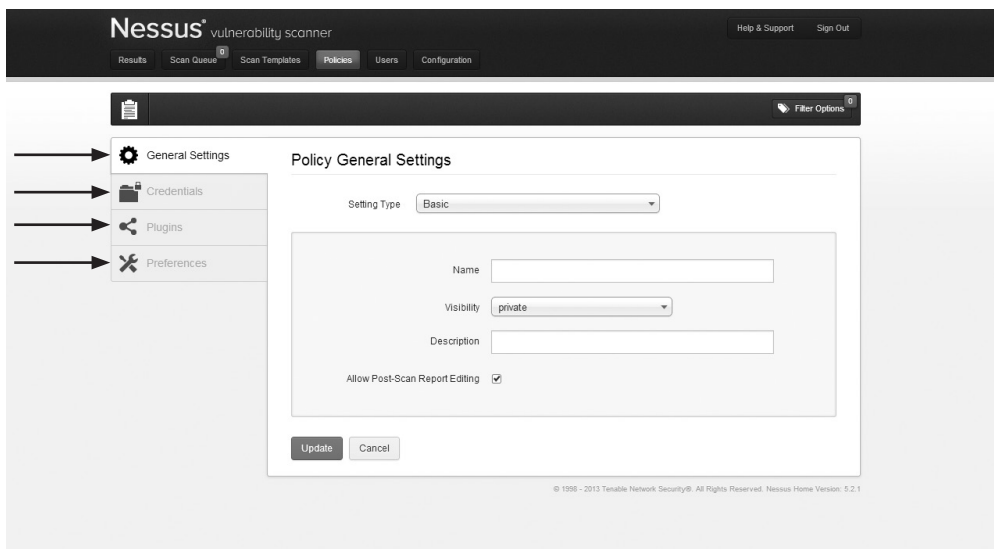 Nessus® vulnerability scanner
Help & Support Sign Out
Results Scan Queue 0 Scan Templates Policies Users Configuration
Filter Options 0
General Settings
Credentials
Plugins
Preferences
Policy General Settings
Setting Type Basic
Name
Visibility private
Description
Allow Post-Scan Report Editing
Update Cancel
© 1998 - 2013 Tenable Network Security®. All Rights Reserved. Nessus Home Version: 5.2.1